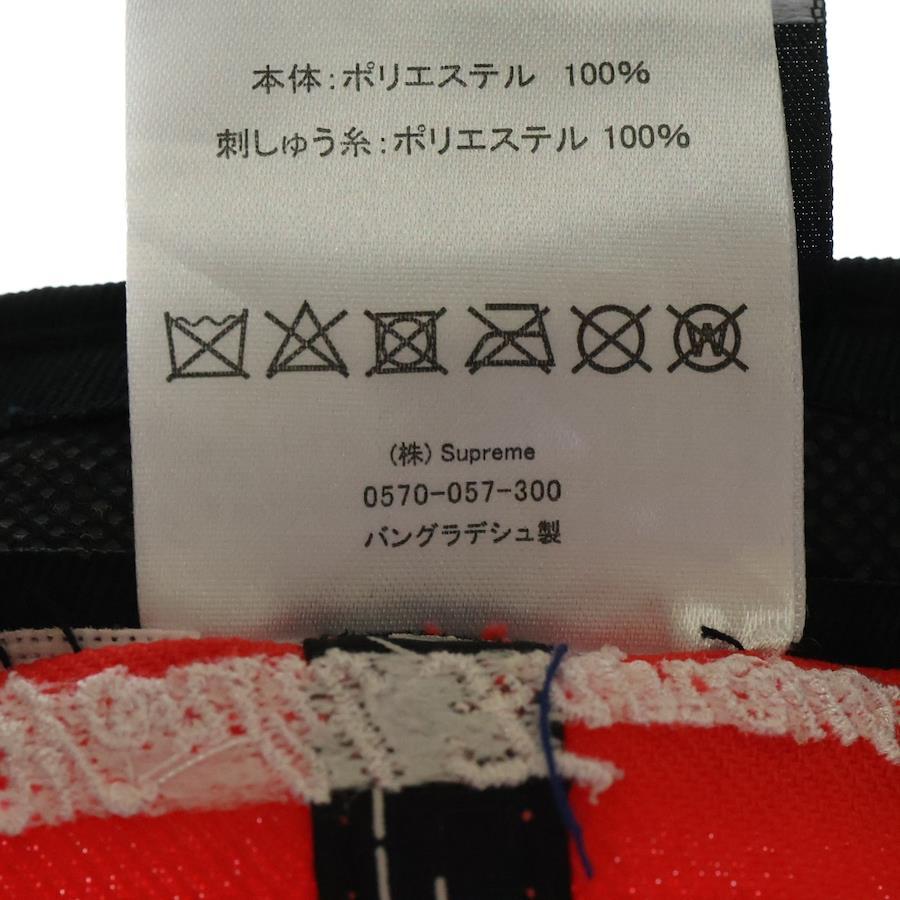 本体:ポリエステル 100%
刺しゅう糸:ポリエステル 100%
W
(株) Supreme
0570-057-300
バングラデシュ製